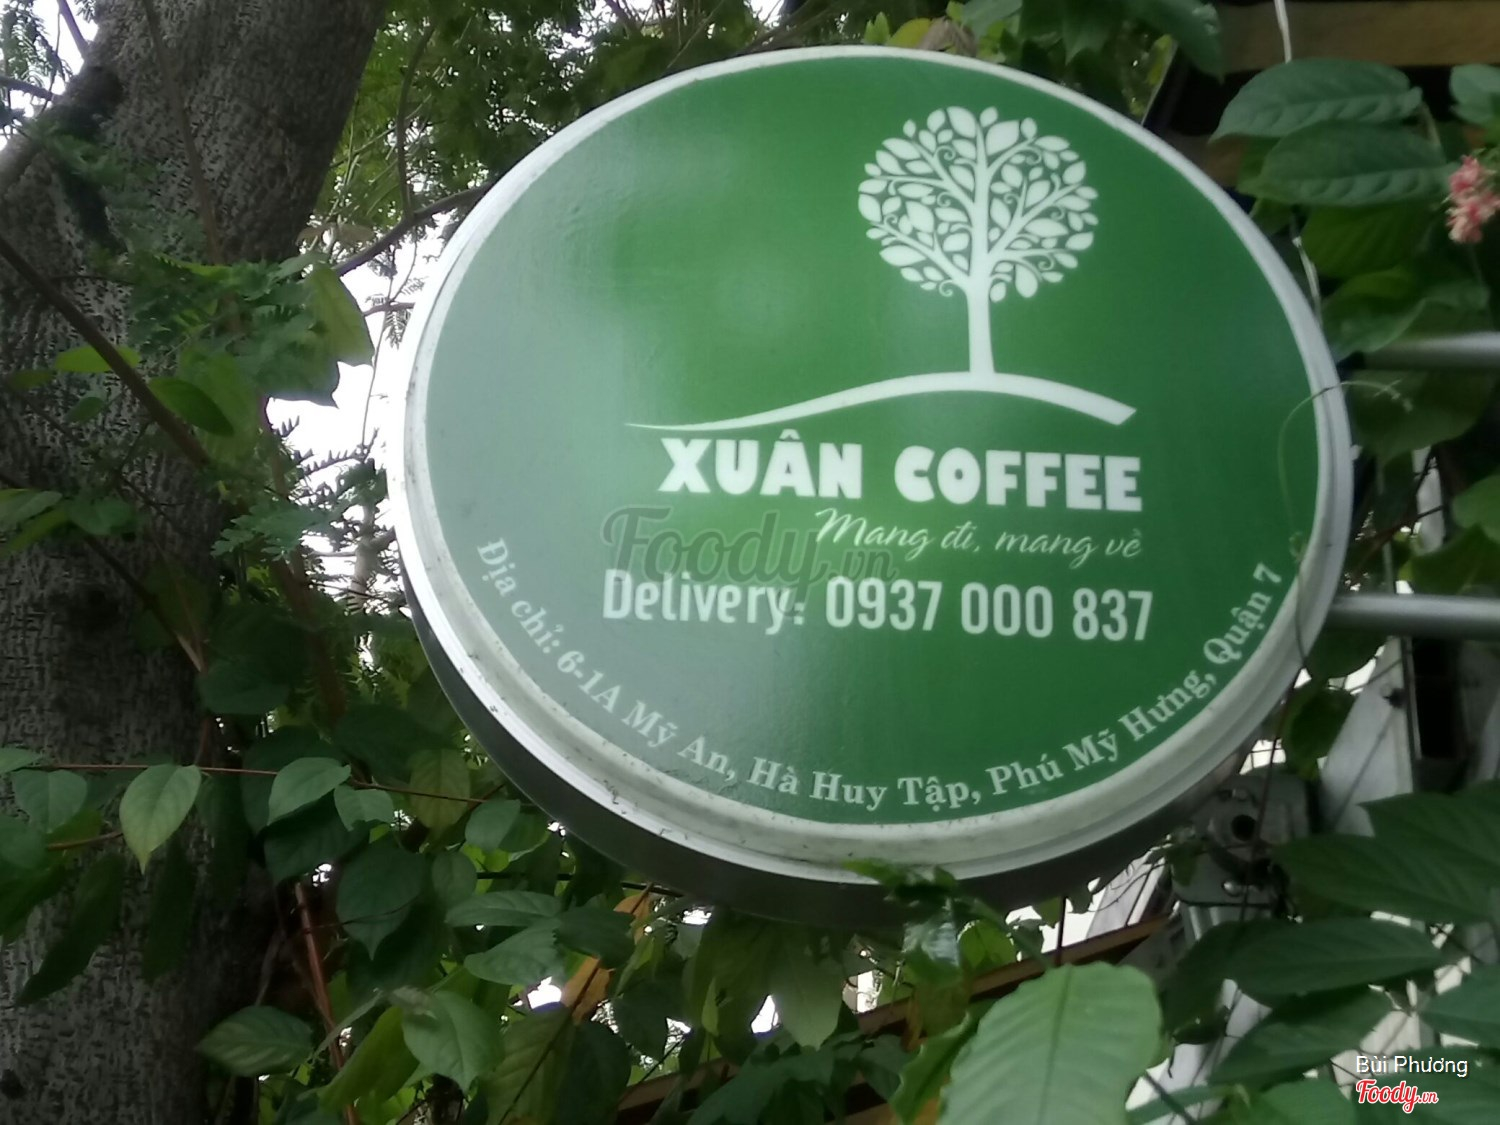 XUÂN COFFEE
Mang đi, mang về
Delivery: 0937 000 837
Địa chỉ: 6-1A Mỹ An, Hà Huy Tập, Phú Mỹ Hưng, Quận 7
Foody.vn
Bùi Phương
Foody.vn